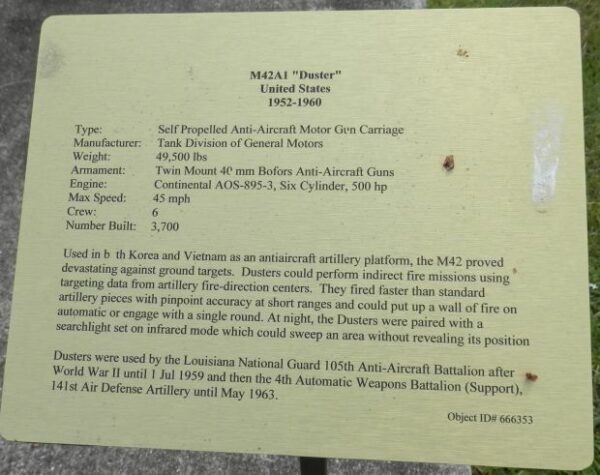 M42A1 "Duster"
United States
1952-1960
Type: Self Propelled Anti-Aircraft Motor Gun Carriage
Manufacturer: Tank Division of General Motors
Weight: 49,500 lbs
Armament: Twin Mount 40 mm Bofors Anti-Aircraft Guns
Engine: Continental AOS-895-3, Six Cylinder, 500 hp
Max Speed: 45 mph
Crew: 6
Number Built: 3,700
Used in b th Korea and Vietnam as an antiaircraft artillery platform, the M42 proved
devastating against ground targets. Dusters could perform indirect fire missions using
targeting data from artillery fire-direction centers. They fired faster than standard
artillery pieces with pinpoint accuracy at short ranges and could put up a wall of fire on
automatic or engage with a single round. At night, the Dusters were paired with a
searchlight set on infrared mode which could sweep an area without revealing its position
Dusters were used by the Louisiana National Guard 105th Anti-Aircraft Battalion after
World War II until 1 Jul 1959 and then the 4th Automatic Weapons Battalion (Support),
141st Air Defense Artillery until May 1963.
Object ID# 666353